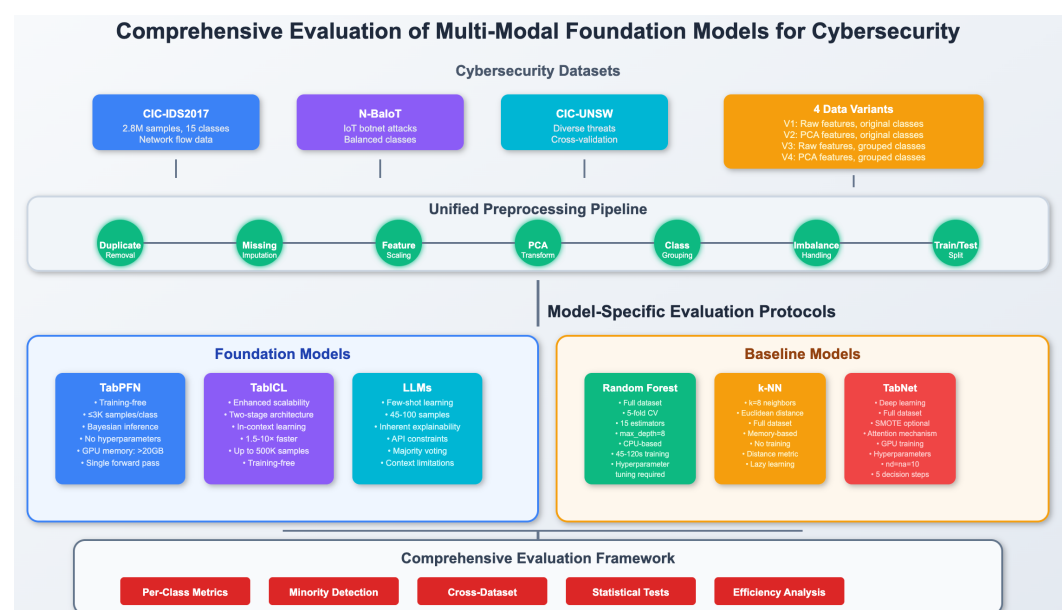 Comprehensive Evaluation of Multi-Modal Foundation Models for Cybersecurity
Cybersecurity Datasets
CIC-IDS2017
2.8M samples, 15 classes
Network flow data
N-BaIoT
IoT botnet attacks
Balanced classes
CIC-UNSW
Diverse threats
Cross-validation
4 Data Variants
V1: Raw features, original classes
V2: PCA features, original classes
V3: Raw features, grouped classes
V4: PCA features, grouped classes
Unified Preprocessing Pipeline
Duplicate
Removal
Missing
Imputation
Feature
Scaling
PCA
Transform
Class
Grouping
Imbalance
Handling
Train/Test
Split
Model-Specific Evaluation Protocols
Foundation Models
TabPFN
• Training-free
• ≤3K samples/class
• Bayesian inference
• No hyperparameters
• GPU memory: >20GB
• Single forward pass
TabICL
• Enhanced scalability
• Two-stage architecture
• In-context learning
• 1.5-10× faster
• Up to 500K samples
• Training-free
LLMs
• Few-shot learning
• 45-100 samples
• Inherent explainability
• API constraints
• Majority voting
• Context limitations
Baseline Models
Random Forest
• Full dataset
• 5-fold CV
• 15 estimators
• max_depth=8
• CPU-based
• 45-120s training
• Hyperparameter
tuning required
k-NN
• k=8 neighbors
• Euclidean distance
• Full dataset
• Memory-based
• No training
• Distance metric
• Lazy learning
TabNet
• Deep learning
• Full dataset
• SMOTE optional
• Attention mechanism
• GPU training
• Hyperparameters
• nd=na=10
• 5 decision steps
Comprehensive Evaluation Framework
Per-Class Metrics
Minority Detection
Cross-Dataset
Statistical Tests
Efficiency Analysis